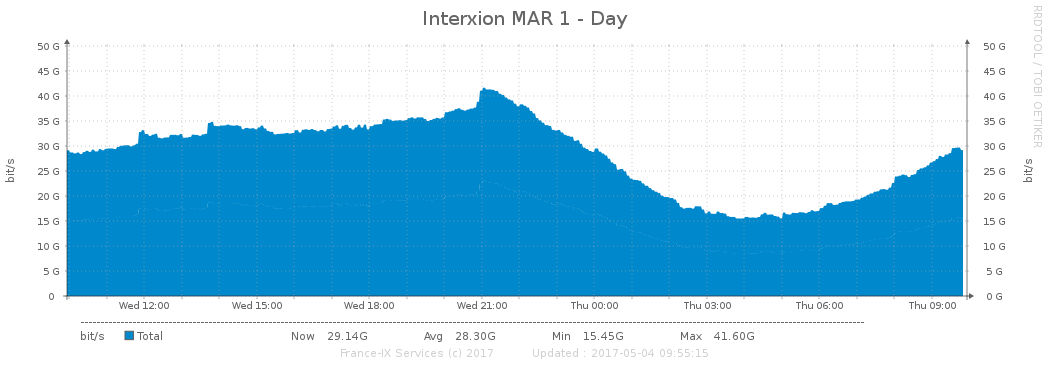 Interxion MAR 1 - Day
RRDTOOL / TOBI OETIKER
50 G 50 G
45 G 45 G
40 G 40 G
35 G 35 G
30 G 30 G
25 G 25 G
20 G 20 G
15 G 15 G
10 G 10 G
5 G 5 G
0 0 G
bit/s bit/s
Wed 12:00 Wed 15:00 Wed 18:00 Wed 21:00 Thu 00:00 Thu 03:00 Thu 06:00 Thu 09:00
bit/s Total Now 29.14G Avg 28.30G Min 15.45G Max 41.60G
France-IX Services (c) 2017 Updated : 2017-05-04 09:55:15